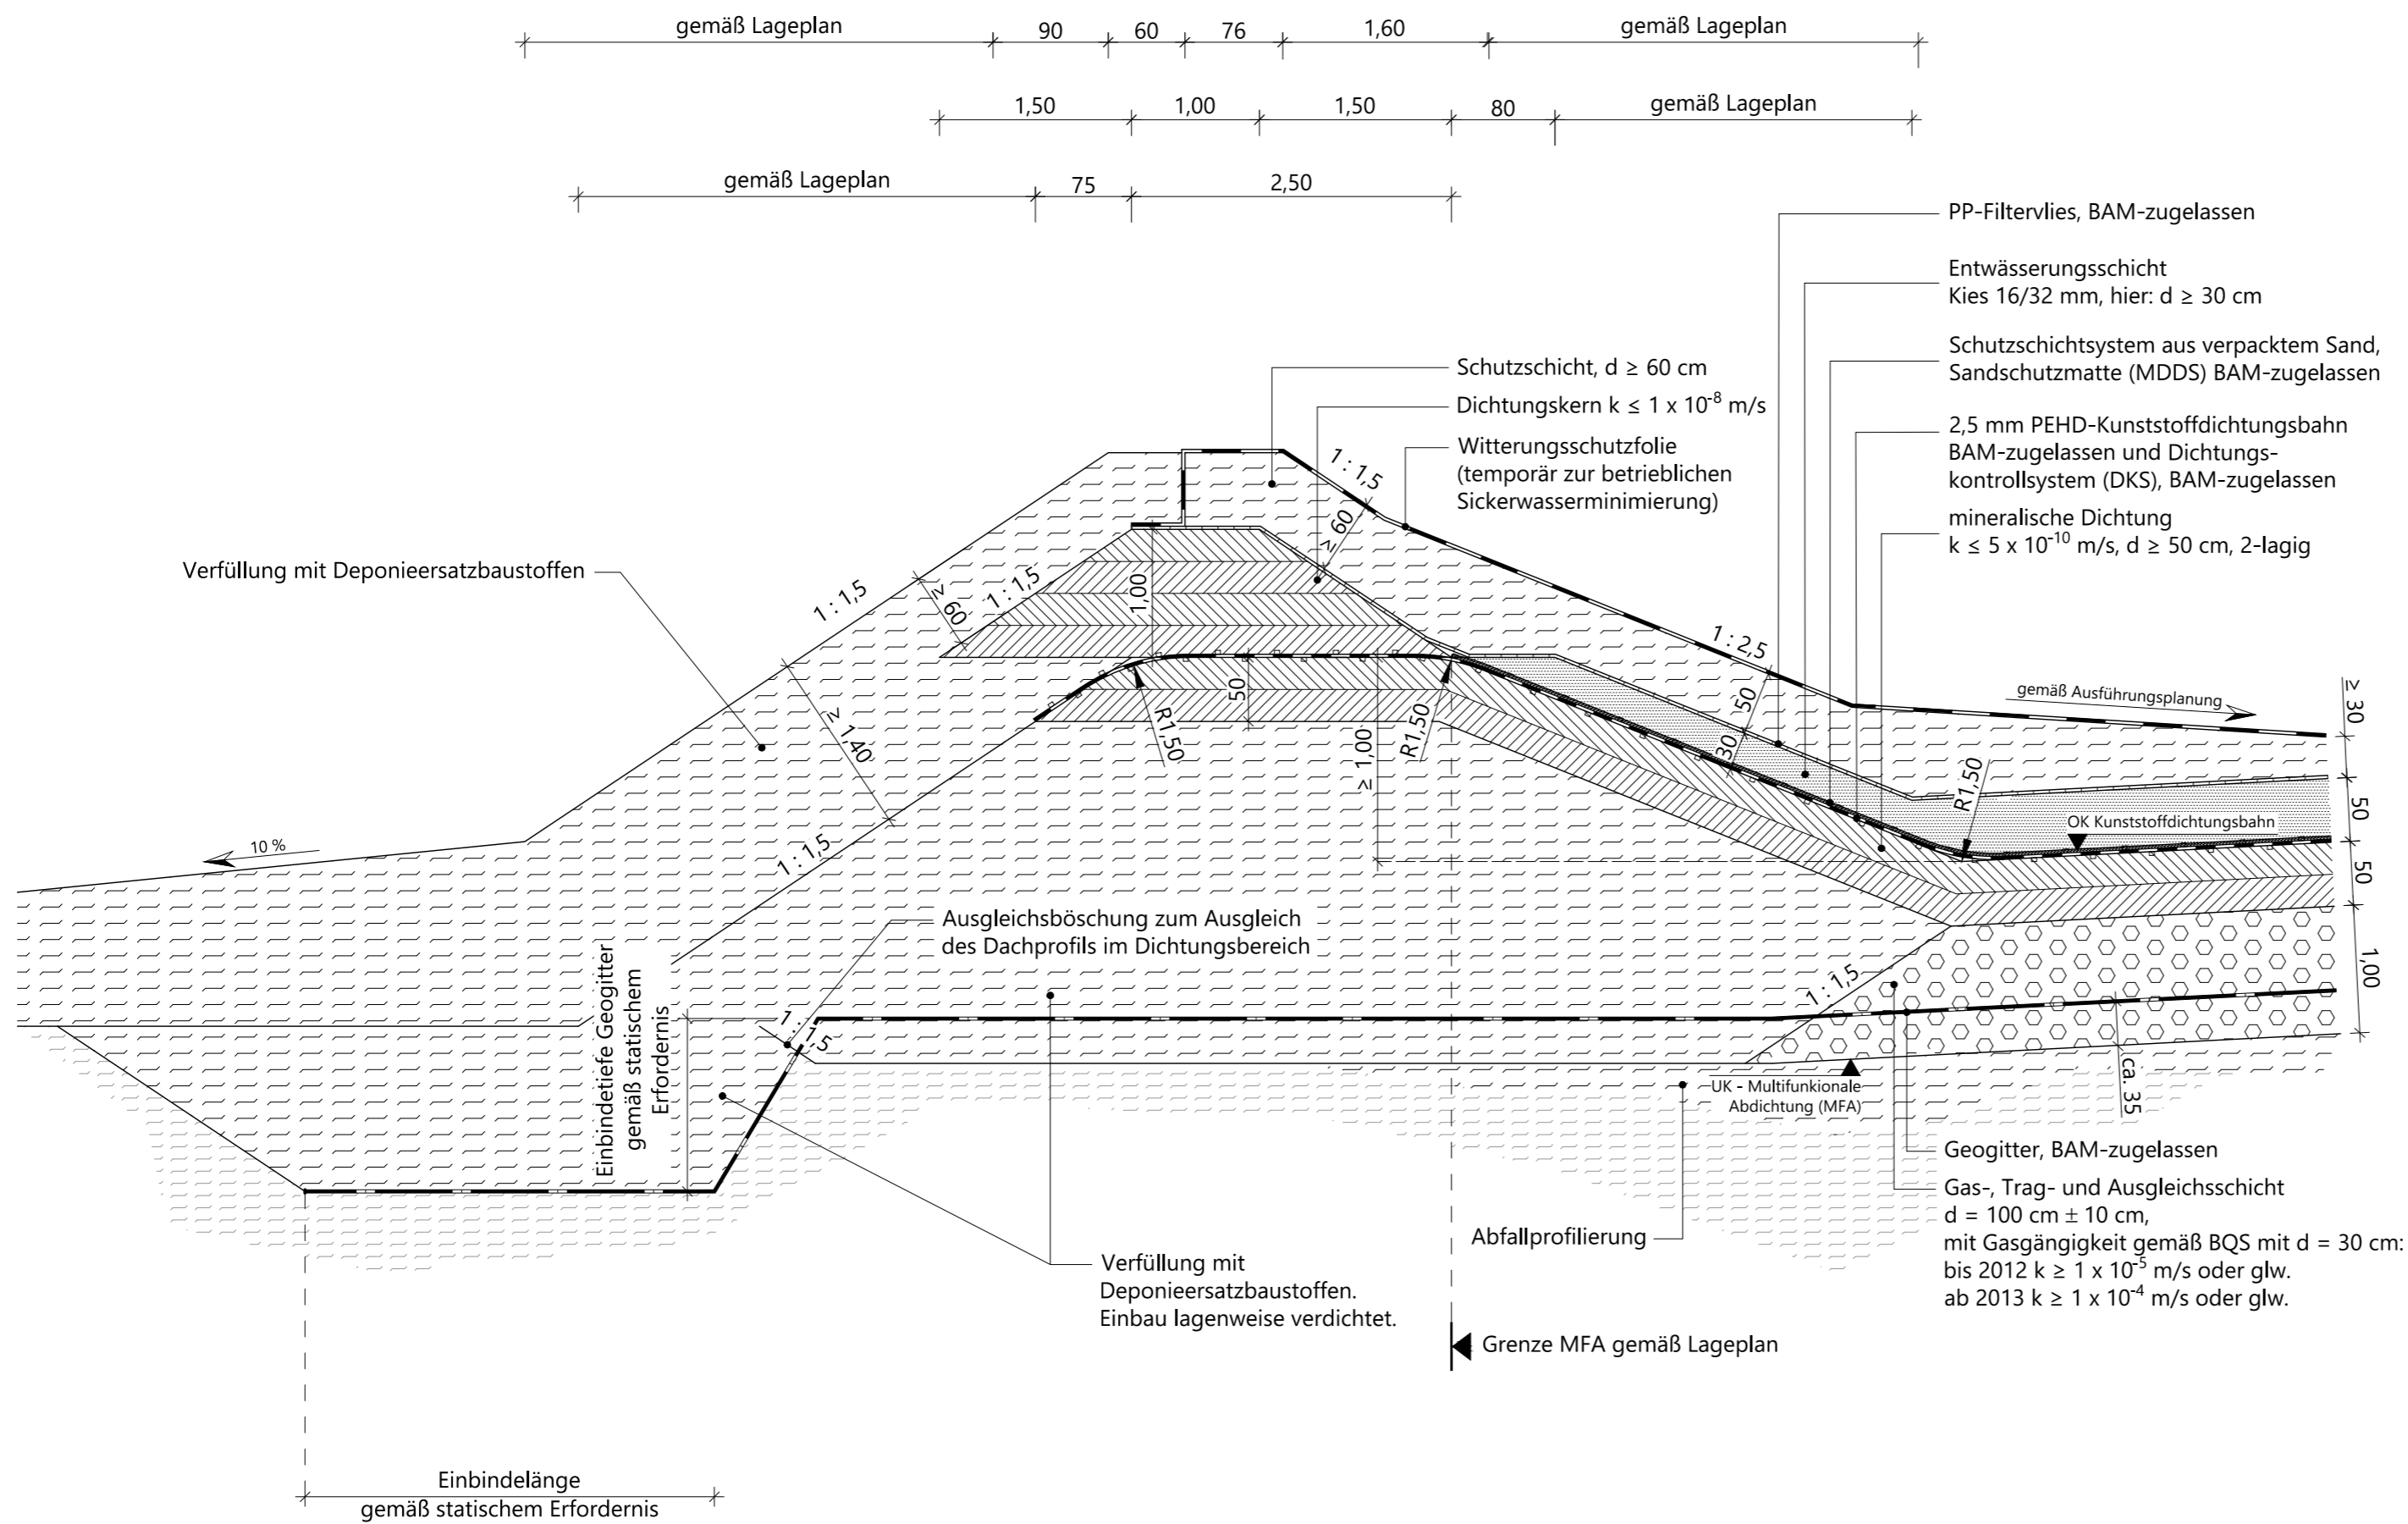 gemäß Lageplan 90 60 76 1,60 gemäß Lageplan
1,50 1,00 1,50 80 gemäß Lageplan
gemäß Lageplan 75 2,50
PP-Filtervlies, BAM-zugelassen
Entwässerungsschicht
Kies 16/32 mm, hier: d ≥ 30 cm
Schutzschichtsystem aus verpacktem Sand,
Sandschutzmatte (MDDS) BAM-zugelassen
2,5 mm PEHD-Kunststoffdichtungsbahn
BAM-zugelassen und Dichtungs-
kontrollsystem (DKS), BAM-zugelassen
mineralische Dichtung
k ≤ 5 x 10⁻¹⁰ m/s, d ≥ 50 cm, 2-lagig
Schutzschicht, d ≥ 60 cm
Dichtungskern k ≤ 1 x 10⁻⁸ m/s
Witterungsschutzfolie
(temporär zur betrieblichen
Sickerwasserminimierung)
1 : 1,5
≥ 60
Verfüllung mit Deponieersatzbaustoffen
1 : 1,5
≥ 60
1 : 1,5
1,00
1 : 2,5
≥ 1,40
50
R1,50
≥ 1,00
R1,50
50
30
gemäß Ausführungsplanung
≥ 30
R1,50
50
OK Kunststoffdichtungsbahn
50
1,00
10 %
1 : 1,5
Ausgleichsböschung zum Ausgleich
des Dachprofils im Dichtungsbereich
Einbindetiefe Geogitter
gemäß statischem
Erfordernis
1 : 1,5
1 : 1,5
UK - Multifunkionale
Abdichtung (MFA)
ca. 35
Geogitter, BAM-zugelassen
Gas-, Trag- und Ausgleichsschicht
d = 100 cm ± 10 cm,
mit Gasgängigkeit gemäß BQS mit d = 30 cm:
bis 2012 k ≥ 1 x 10⁻⁵ m/s oder glw.
ab 2013 k ≥ 1 x 10⁻⁴ m/s oder glw.
Abfallprofilierung
Verfüllung mit
Deponieersatzbaustoffen.
Einbau lagenweise verdichtet.
Grenze MFA gemäß Lageplan
Einbindelänge
gemäß statischem Erfordernis